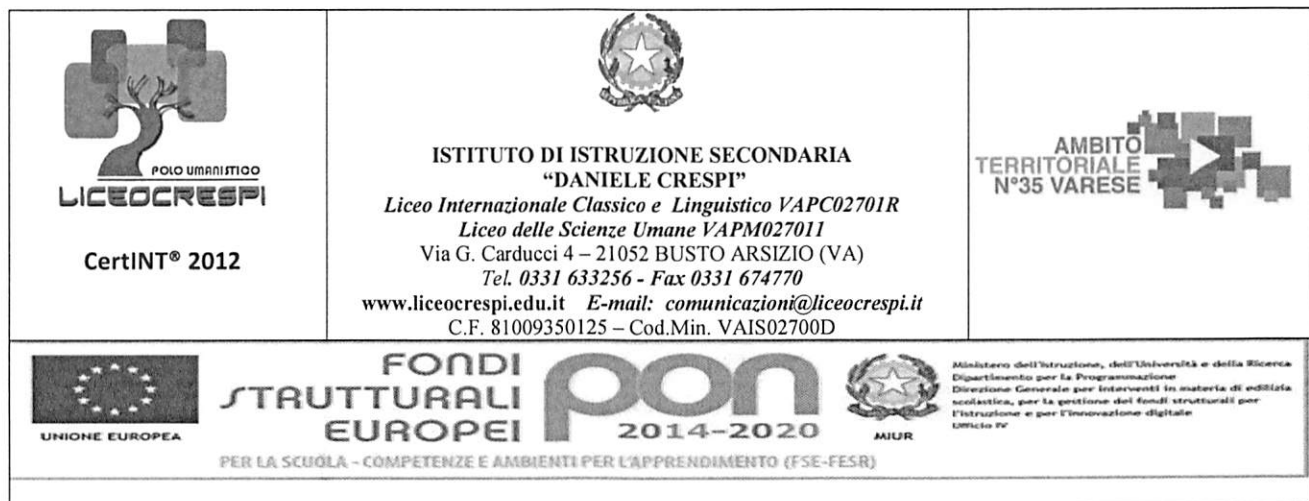 POLO UMANISTICO
LICEOCRESPI
CertINT® 2012
ISTITUTO DI ISTRUZIONE SECONDARIA
“DANIELE CRESPI”
Liceo Internazionale Classico e Linguistico VAPC02701R
Liceo delle Scienze Umane VAPM027011
Via G. Carducci 4 – 21052 BUSTO ARSIZIO (VA)
Tel. 0331 633256 - Fax 0331 674770
www.liceocrespi.edu.it E-mail: comunicazioni@liceocrespi.it
C.F. 81009350125 – Cod.Min. VAIS02700D
AMBITO
TERRITORIALE
N°35 VARESE
UNIONE EUROPEA
FONDI
STRUTTURALI
EUROPEI
pon
2014-2020
PER LA SCUOLA - COMPETENZE E AMBIENTI PER L'APPRENDIMENTO (FSE-FESR)
MIUR
Ministero dell'Istruzione, dell'Università e della Ricerca
Dipartimento per la Programmazione
Direzione Generale per interventi in materia di edilizia
scolastica, per la gestione dei fondi strutturali per
l'istruzione e per l'innovazione digitale
Ufficio IV